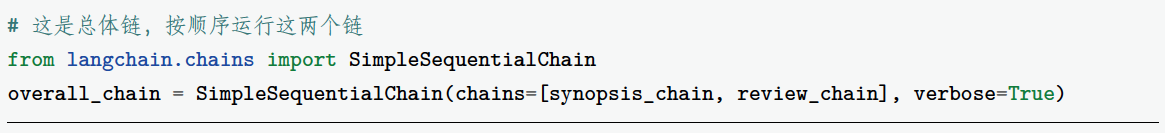 # 这是总体链，按顺序运行这两个链
from langchain.chains import SimpleSequentialChain
overall_chain = SimpleSequentialChain(chains=[synopsis_chain, review_chain], verbose=True)